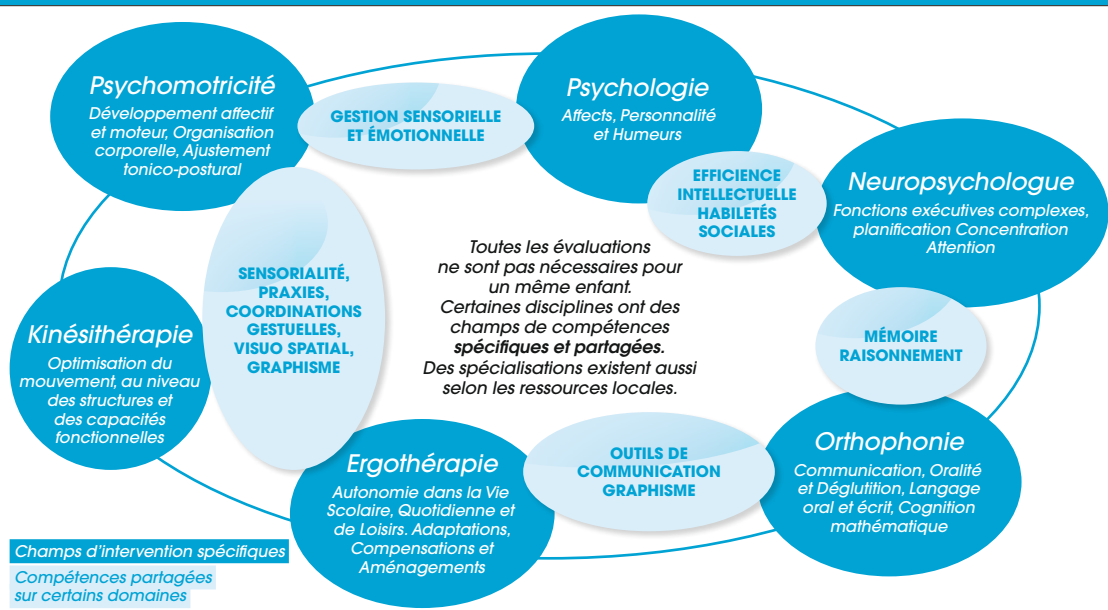 Psychomotricité
Développement affectif
et moteur, Organisation
corporelle, Ajustement
tonico-postural
GESTION SENSORIELLE
ET ÉMOTIONNELLE
Psychologie
Affects, Personnalité
et Humeurs
EFFICIENCE
INTELLECTUELLE
HABILETÉS
SOCIALES
Neuropsychologue
Fonctions exécutives complexes,
planification Concentration
Attention
SENSORIALITÉ,
PRAXIES,
COORDINATIONS
GESTUELLES,
VISUO SPATIAL,
GRAPHISME
Toutes les évaluations
ne sont pas nécessaires pour
un même enfant.
Certaines disciplines ont des
champs de compétences
spécifiques et partagées.
Des spécialisations existent aussi
selon les ressources locales.
Kinésithérapie
Optimisation du
mouvement, au niveau
des structures et
des capacités
fonctionnelles
MÉMOIRE
RAISONNEMENT
Ergothérapie
Autonomie dans la Vie
Scolaire, Quotidienne et
de Loisirs. Adaptations,
Compensations et
Aménagements
OUTILS DE
COMMUNICATION
GRAPHISME
Orthophonie
Communication, Oralité
et Déglutition, Langage
oral et écrit, Cognition
mathématique
Champs d'intervention spécifiques
Compétences partagées
sur certains domaines